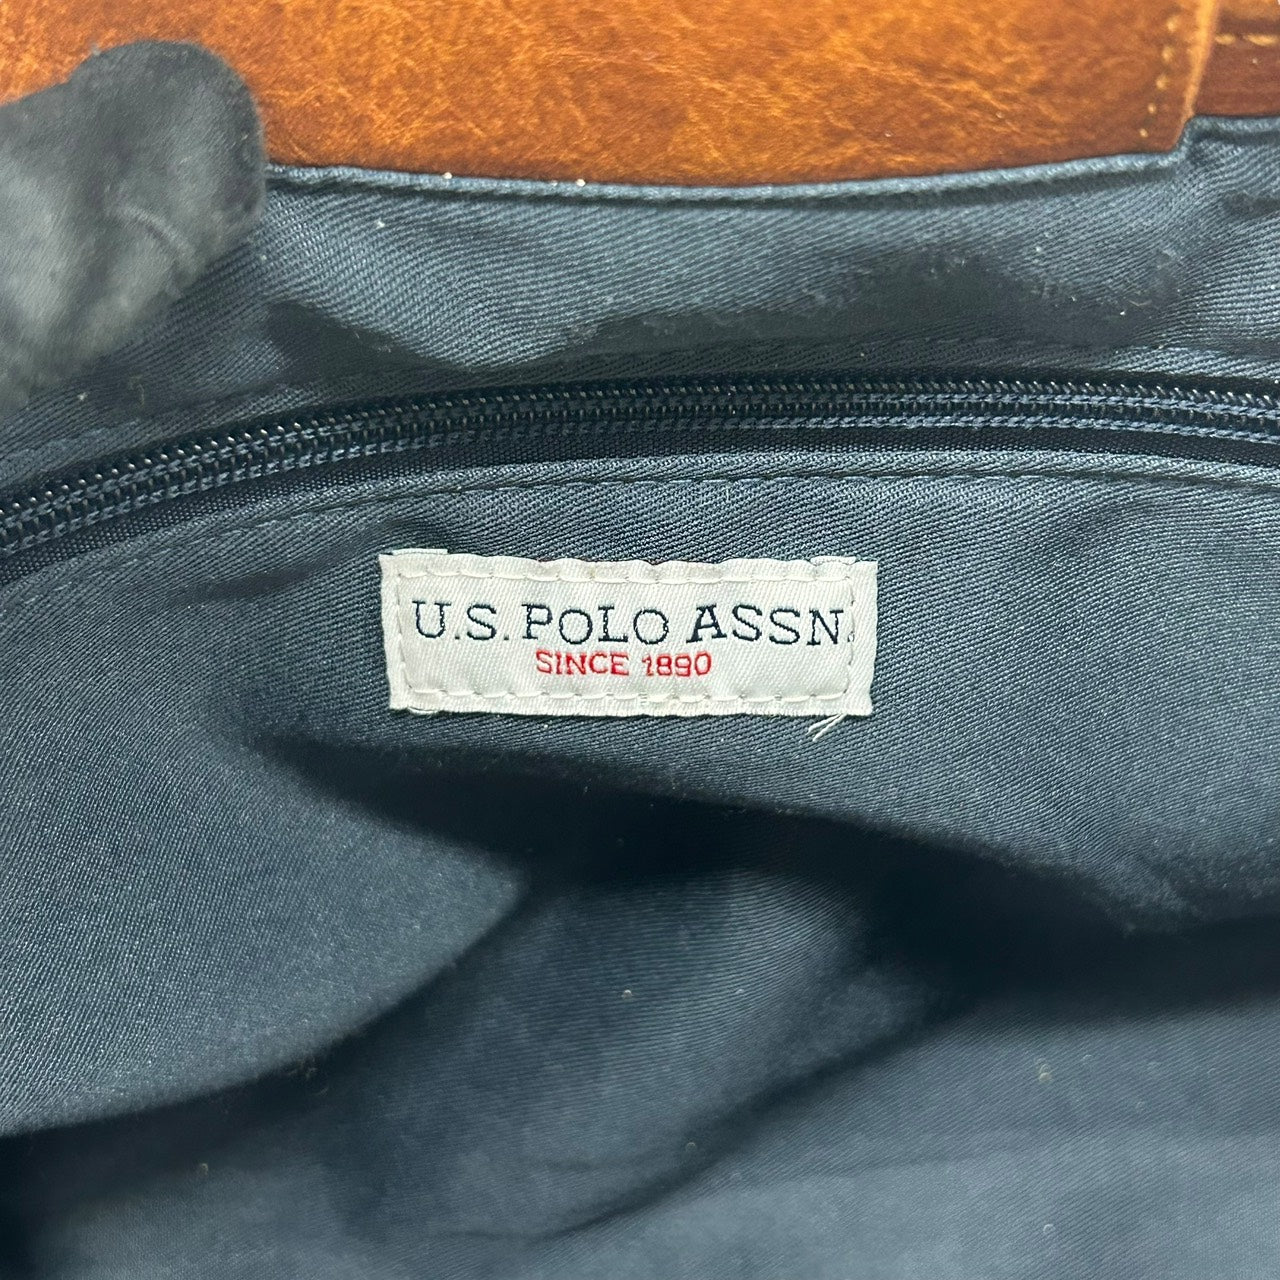 U.S. POLO ASSN.
SINCE 1890